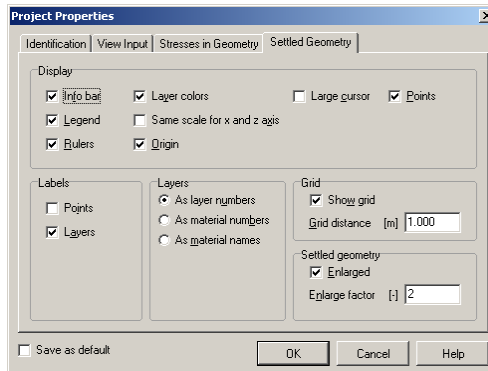 Project Properties
Identification View Input Stresses in Geometry Settled Geometry
Display
Info bar Layer colors Large cursor Points
Legend Same scale for x and z axis
Rulers Origin
Labels Layers Grid
Points As layer numbers Show grid
Layers As material numbers Grid distance [m] 1.000
As material names
Settled geometry
Enlarged
Enlarge factor [-] 2
Save as default OK Cancel Help